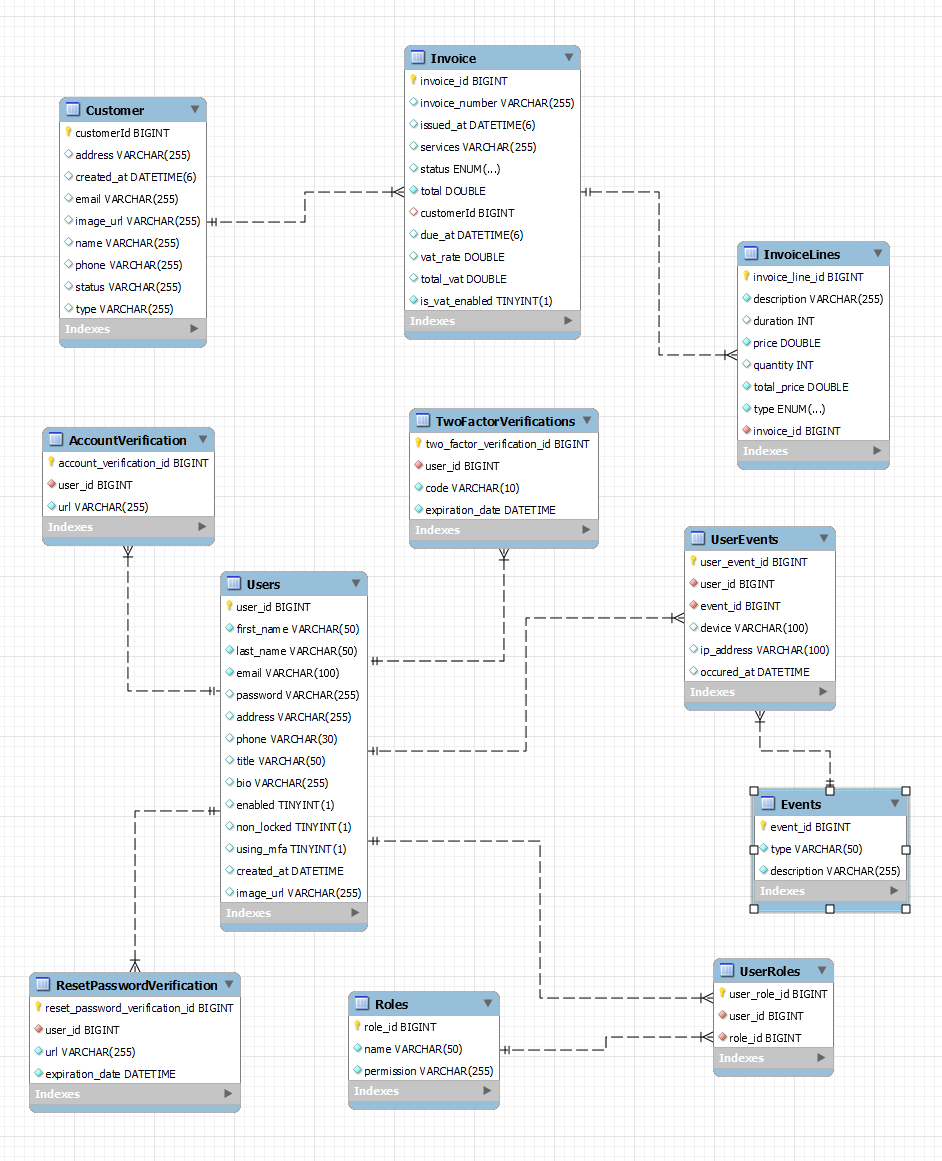 Invoice
invoice_id BIGINT
invoice_number VARCHAR(255)
issued_at DATETIME(6)
services VARCHAR(255)
status ENUM(...)
total DOUBLE
customerId BIGINT
due_at DATETIME(6)
vat_rate DOUBLE
total_vat DOUBLE
is_vat_enabled TINYINT(1)
Indexes
Customer
customerId BIGINT
address VARCHAR(255)
created_at DATETIME(6)
email VARCHAR(255)
image_url VARCHAR(255)
name VARCHAR(255)
phone VARCHAR(255)
status VARCHAR(255)
type VARCHAR(255)
Indexes
InvoiceLines
invoice_line_id BIGINT
description VARCHAR(255)
duration INT
price DOUBLE
quantity INT
total_price DOUBLE
type ENUM(...)
invoice_id BIGINT
Indexes
AccountVerification
account_verification_id BIGINT
user_id BIGINT
url VARCHAR(255)
Indexes
TwoFactorVerifications
two_factor_verification_id BIGINT
user_id BIGINT
code VARCHAR(10)
expiration_date DATETIME
Indexes
UserEvents
user_event_id BIGINT
user_id BIGINT
event_id BIGINT
device VARCHAR(100)
ip_address VARCHAR(100)
occured_at DATETIME
Indexes
Users
user_id BIGINT
first_name VARCHAR(50)
last_name VARCHAR(50)
email VARCHAR(100)
password VARCHAR(255)
address VARCHAR(255)
phone VARCHAR(30)
title VARCHAR(50)
bio VARCHAR(255)
enabled TINYINT(1)
non_locked TINYINT(1)
using_mfa TINYINT(1)
created_at DATETIME
image_url VARCHAR(255)
Indexes
Events
event_id BIGINT
type VARCHAR(50)
description VARCHAR(255)
Indexes
ResetPasswordVerification
reset_password_verification_id BIGINT
user_id BIGINT
url VARCHAR(255)
expiration_date DATETIME
Indexes
Roles
role_id BIGINT
name VARCHAR(50)
permission VARCHAR(255)
Indexes
UserRoles
user_role_id BIGINT
user_id BIGINT
role_id BIGINT
Indexes